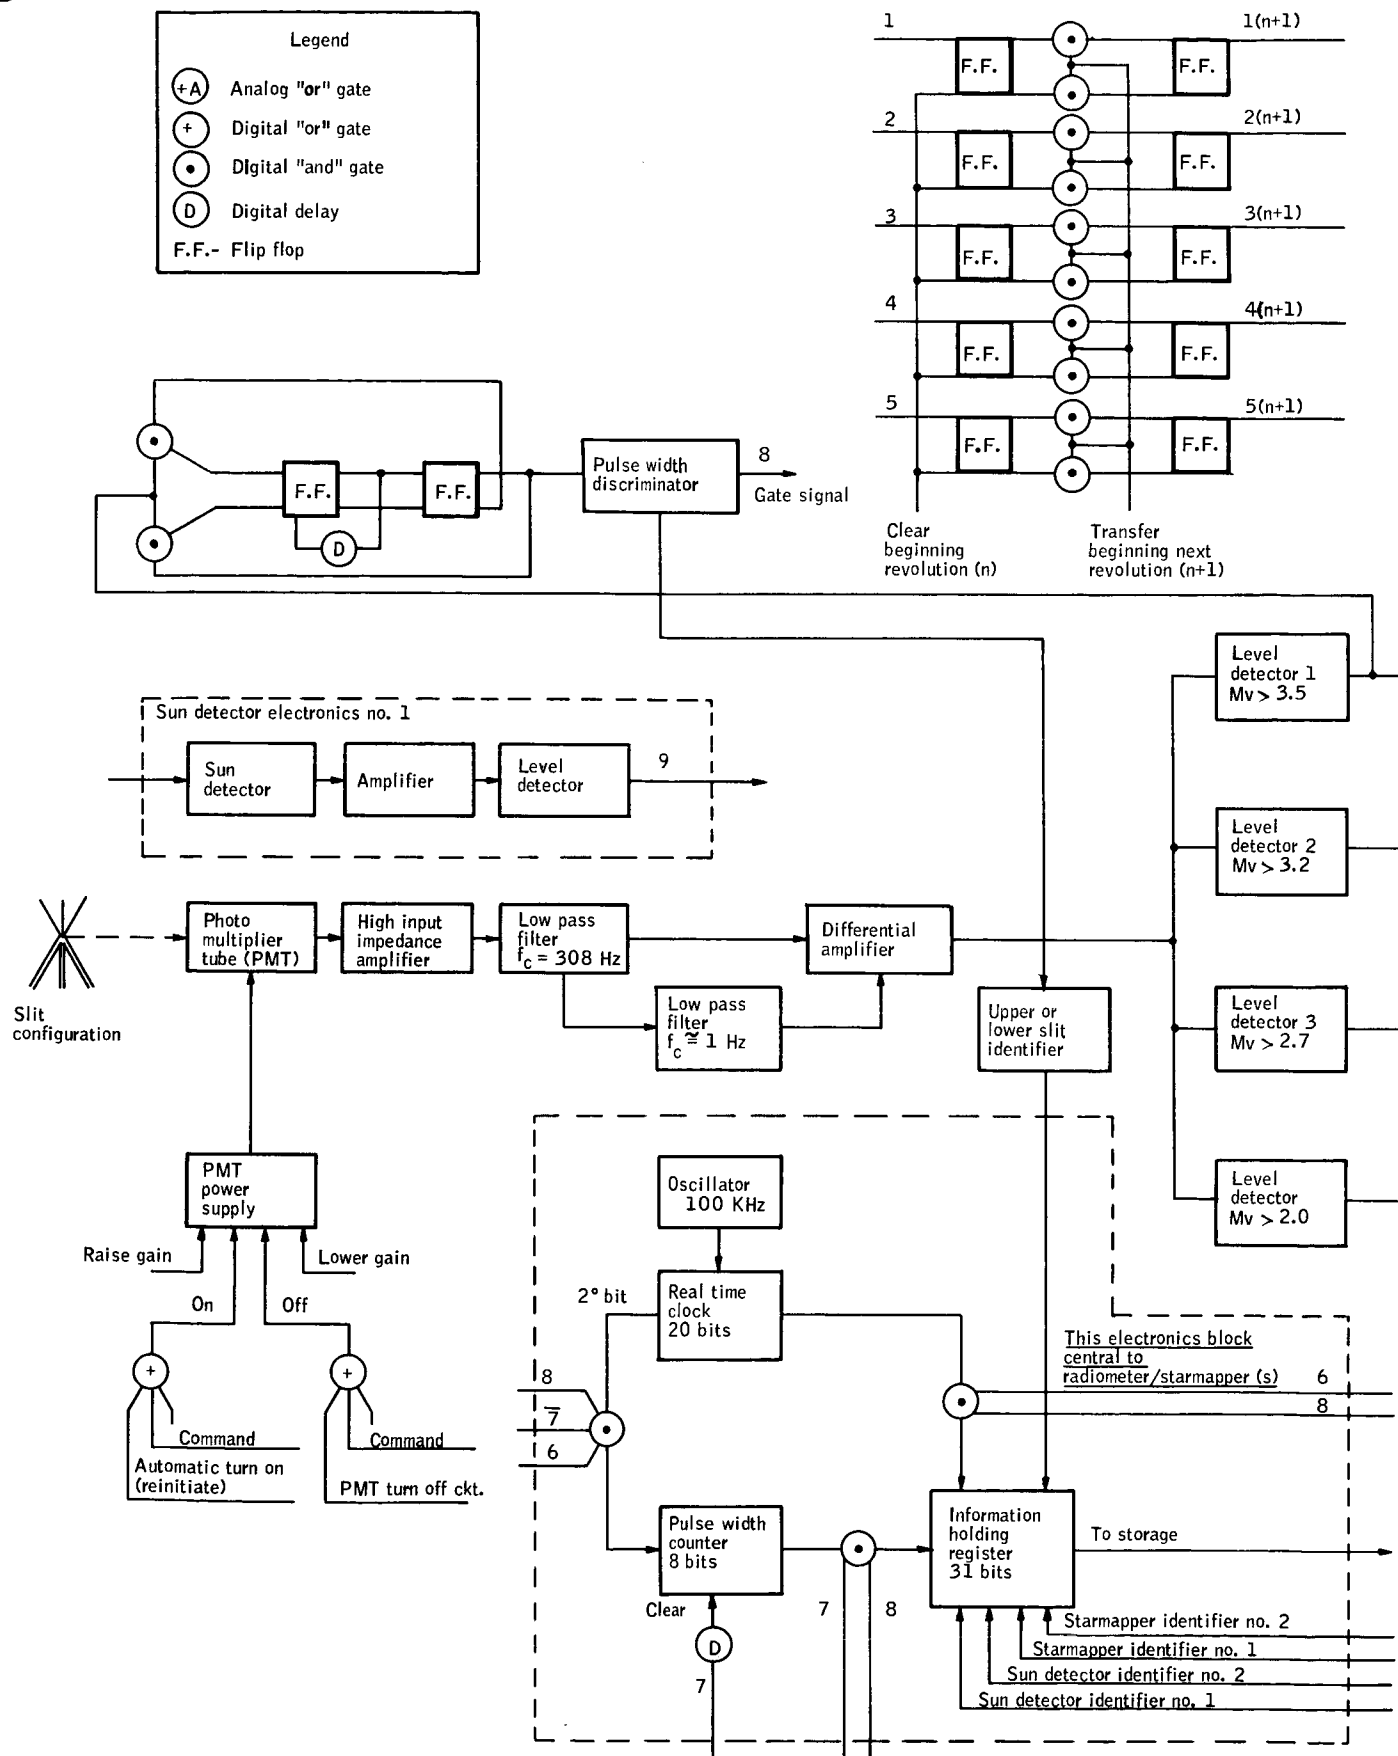 Legend
+A Analog "or" gate
+ Digital "or" gate
Digital "and" gate
D Digital delay
F.F.- Flip flop
1
1(n+1)
F.F.
F.F.
2
2(n+1)
F.F.
F.F.
3
3(n+1)
F.F.
F.F.
4
4(n+1)
F.F.
F.F.
5
5(n+1)
F.F.
F.F.
Clear
beginning
revolution (n)
Transfer
beginning next
revolution (n+1)
F.F.
F.F.
D
Pulse width
discriminator
8
Gate signal
Level
detector 1
Mv > 3.5
Sun detector electronics no. 1
Sun
detector
Amplifier
Level
detector
9
Level
detector 2
Mv > 3.2
Slit
configuration
Photo
multiplier
tube (PMT)
High input
impedance
amplifier
Low pass
filter
fc = 308 Hz
Low pass
filter
fc ≅ 1 Hz
Differential
amplifier
Upper or
lower slit
identifier
Level
detector 3
Mv > 2.7
Level
detector
Mv > 2.0
PMT
power
supply
Raise gain
Lower gain
On
Off
+
+
Command
Command
Automatic turn on
(reinitiate)
PMT turn off ckt.
Oscillator
100 KHz
2° bit
Real time
clock
20 bits
8
7̅
6
This electronics block
central to
radiometer/starmapper (s)
6
8
Pulse width
counter
8 bits
Clear
D
7
7
8
Information
holding
register
31 bits
To storage
Starmapper identifier no. 2
Starmapper identifier no. 1
Sun detector identifier no. 2
Sun detector identifier no. 1